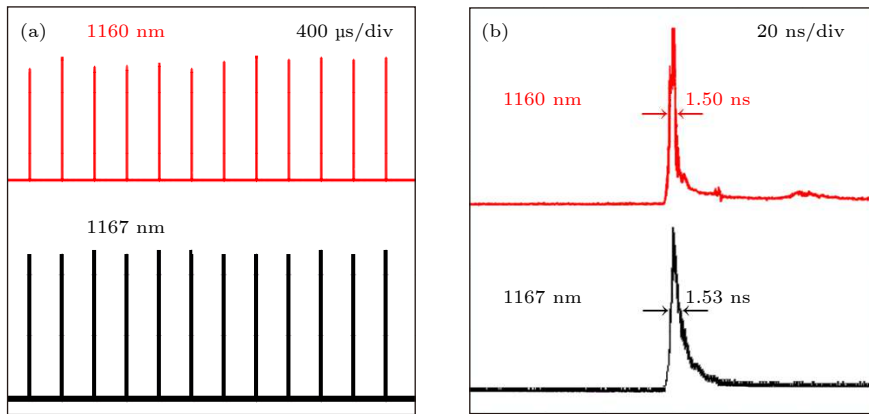 (a) 1160 nm 400 µs/div
1167 nm
(b) 20 ns/div
1160 nm 1.50 ns
1167 nm 1.53 ns